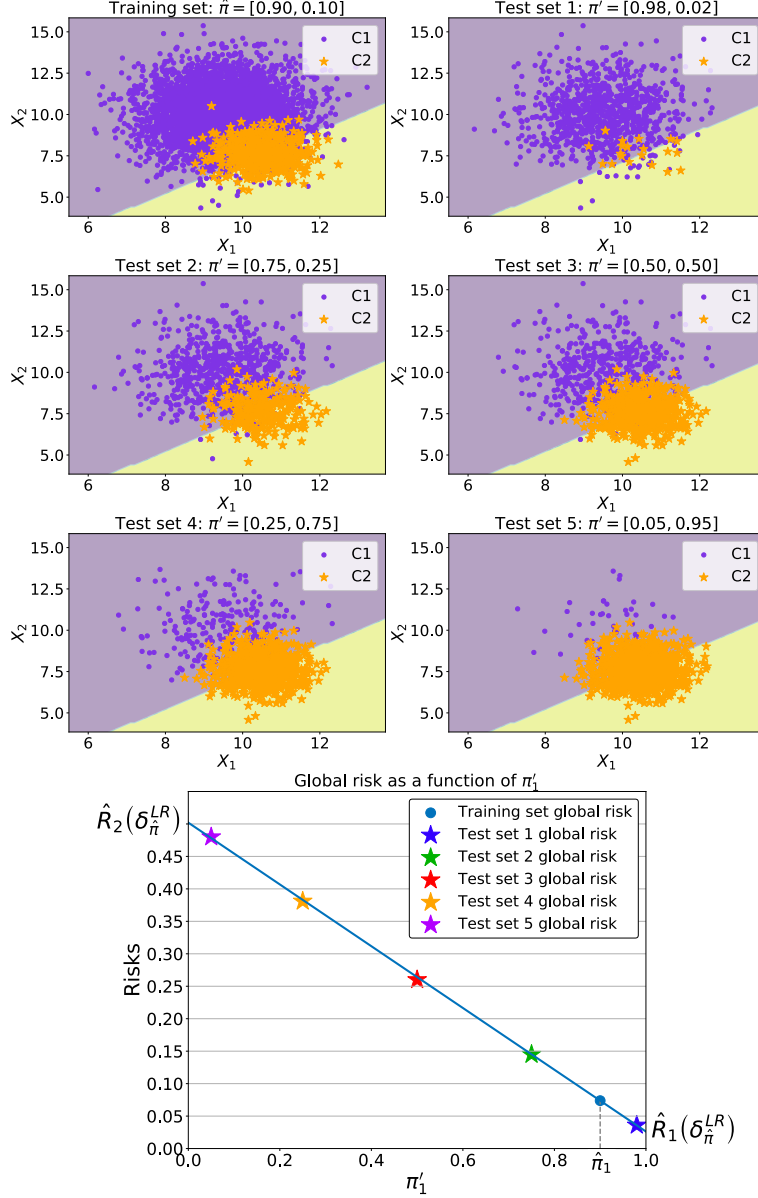 Training set: π̂ = [0.90, 0.10]
Test set 1: π′ = [0.98, 0.02]
15.0
12.5
10.0
7.5
5.0
X₂
C1
C2
6 8 10 12
X₁
15.0
12.5
10.0
7.5
5.0
X₂
C1
C2
6 8 10 12
X₁
Test set 2: π′ = [0.75, 0.25]
Test set 3: π′ = [0.50, 0.50]
15.0
12.5
10.0
7.5
5.0
X₂
C1
C2
6 8 10 12
X₁
15.0
12.5
10.0
7.5
5.0
X₂
C1
C2
6 8 10 12
X₁
Test set 4: π′ = [0.25, 0.75]
Test set 5: π′ = [0.05, 0.95]
15.0
12.5
10.0
7.5
5.0
X₂
C1
C2
6 8 10 12
X₁
15.0
12.5
10.0
7.5
5.0
X₂
C1
C2
6 8 10 12
X₁
Global risk as a function of π′₁
R̂₂(δ^LR_π̂)
Training set global risk
Test set 1 global risk
Test set 2 global risk
Test set 3 global risk
Test set 4 global risk
Test set 5 global risk
0.45
0.40
0.35
0.30
0.25
0.20
0.15
0.10
0.05
0.00
Risks
R̂₁(δ^LR_π̂)
0.0 0.2 0.4 0.6 0.8 1.0
π̂₁
π′₁